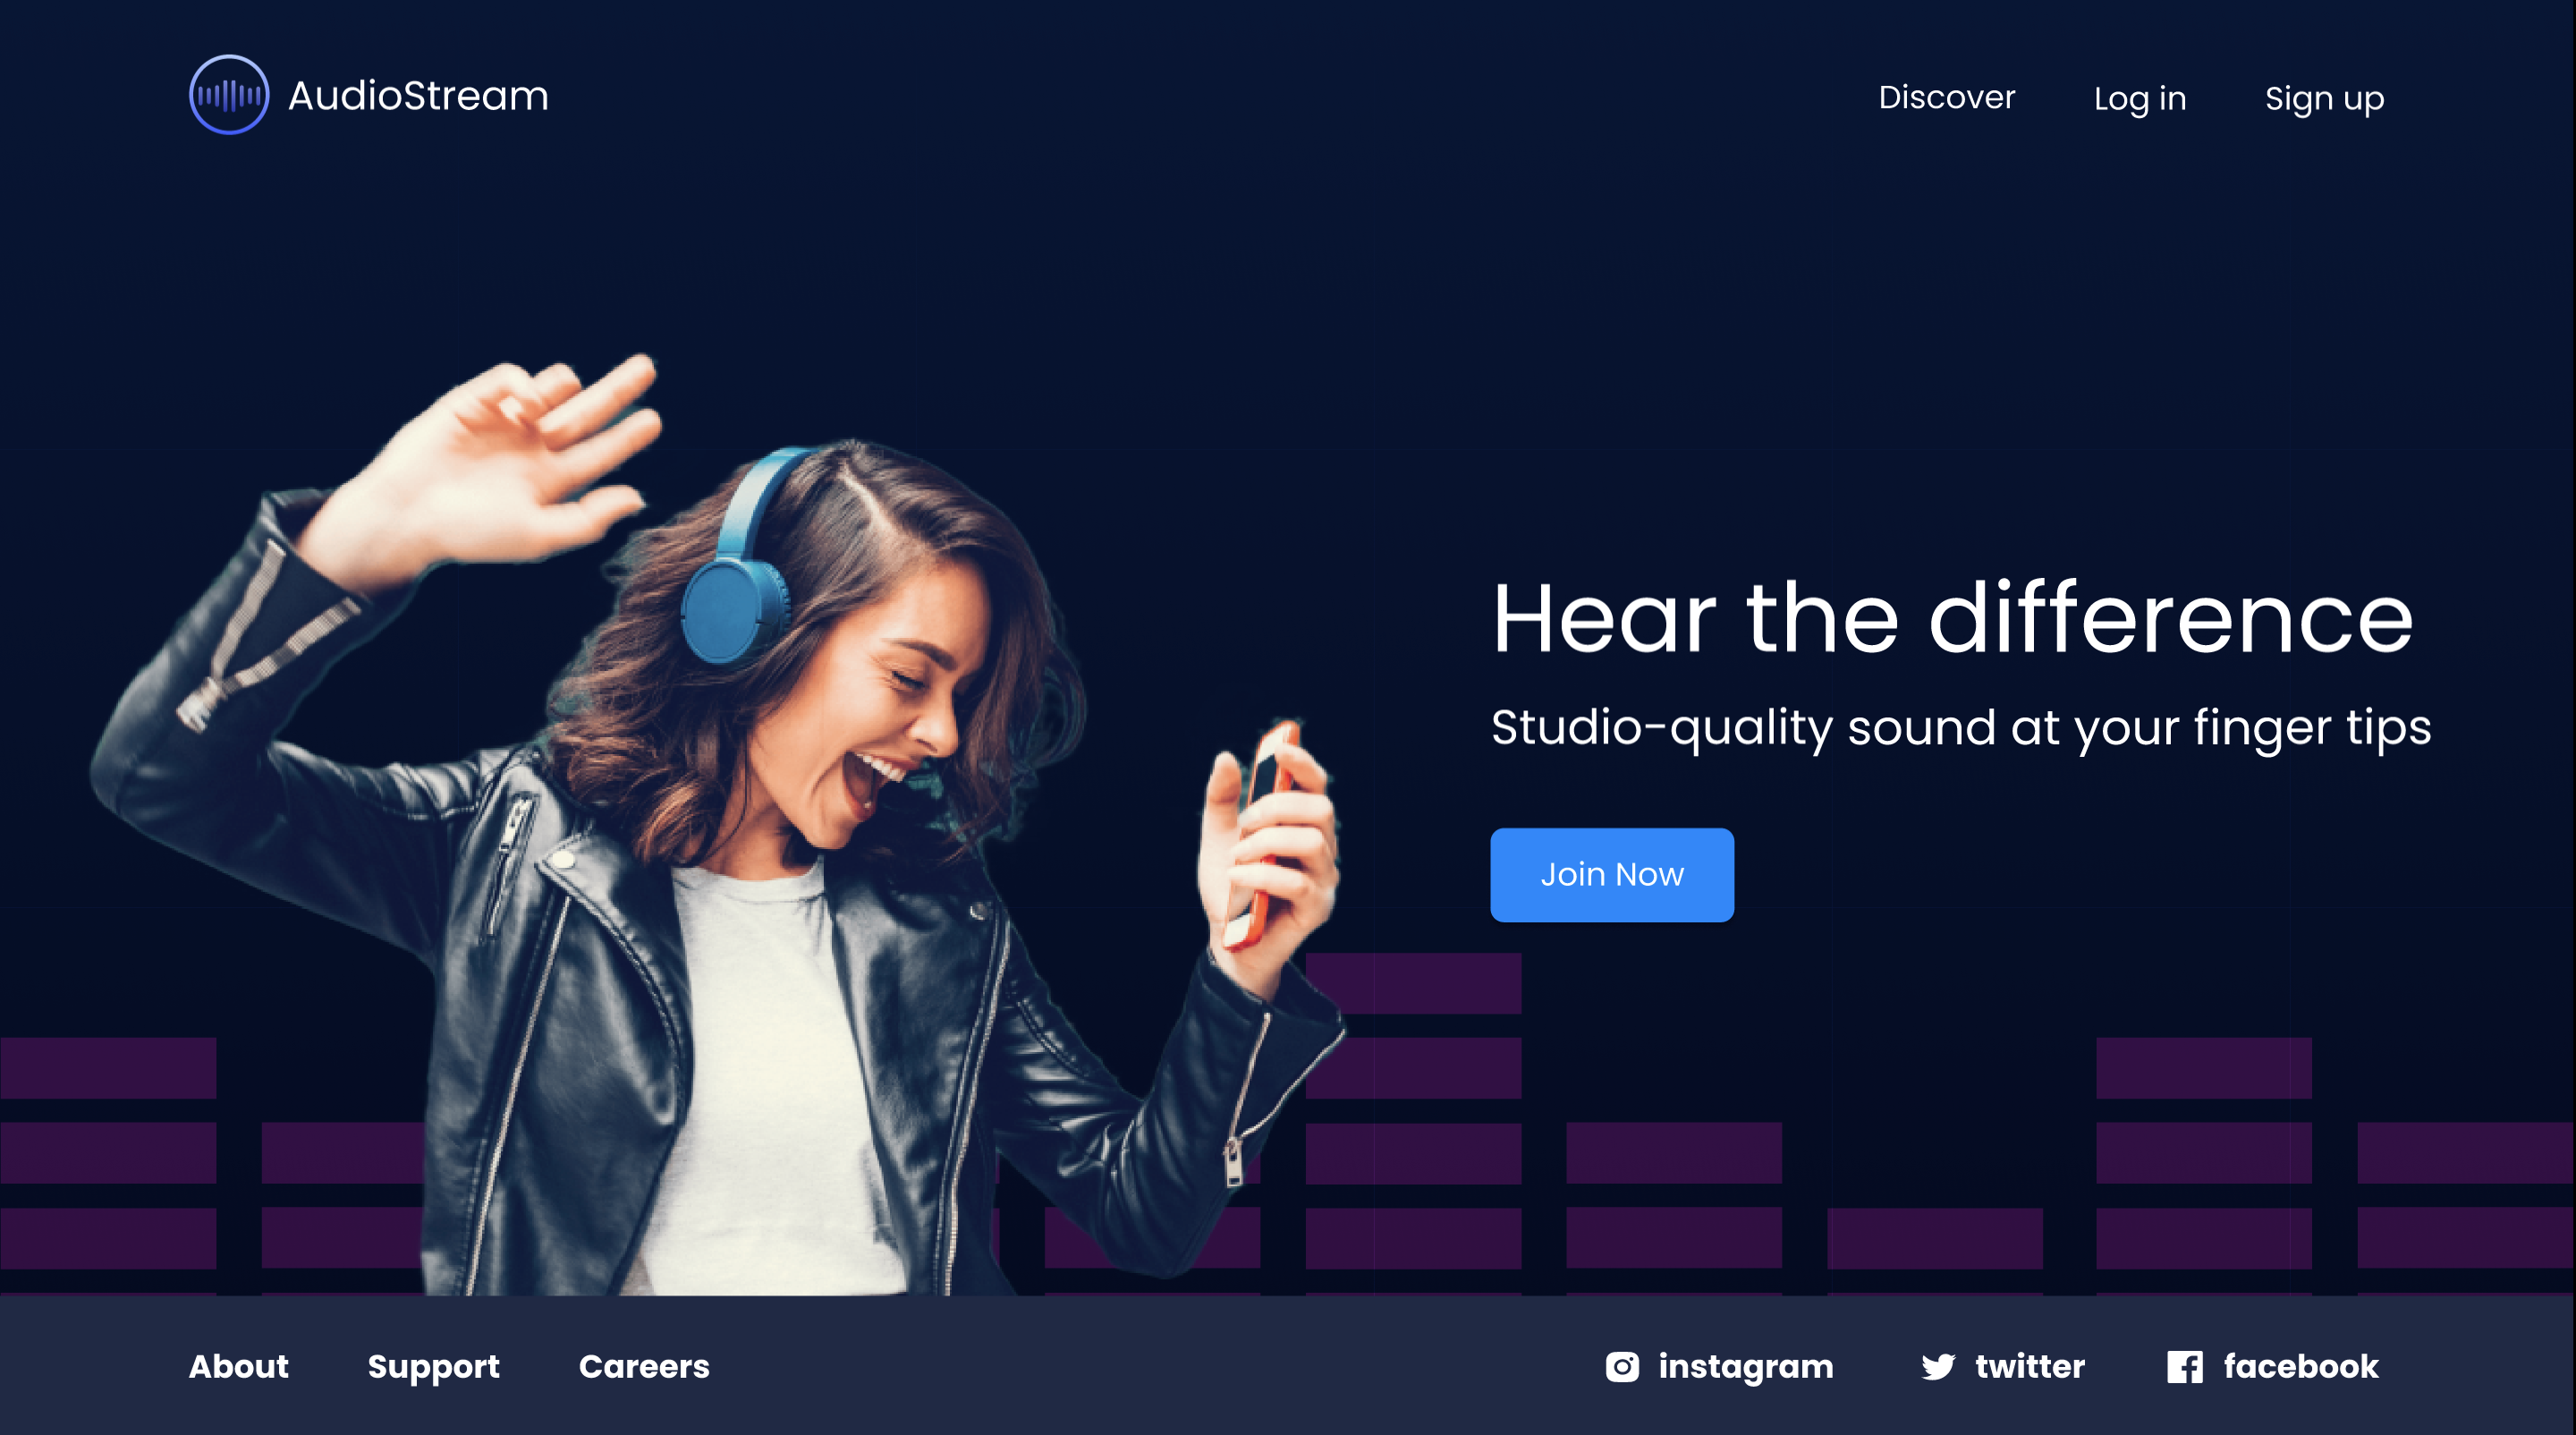 AudioStream
Discover Log in Sign up
Hear the difference
Studio-quality sound at your finger tips
Join Now
About Support Careers
instagram twitter facebook